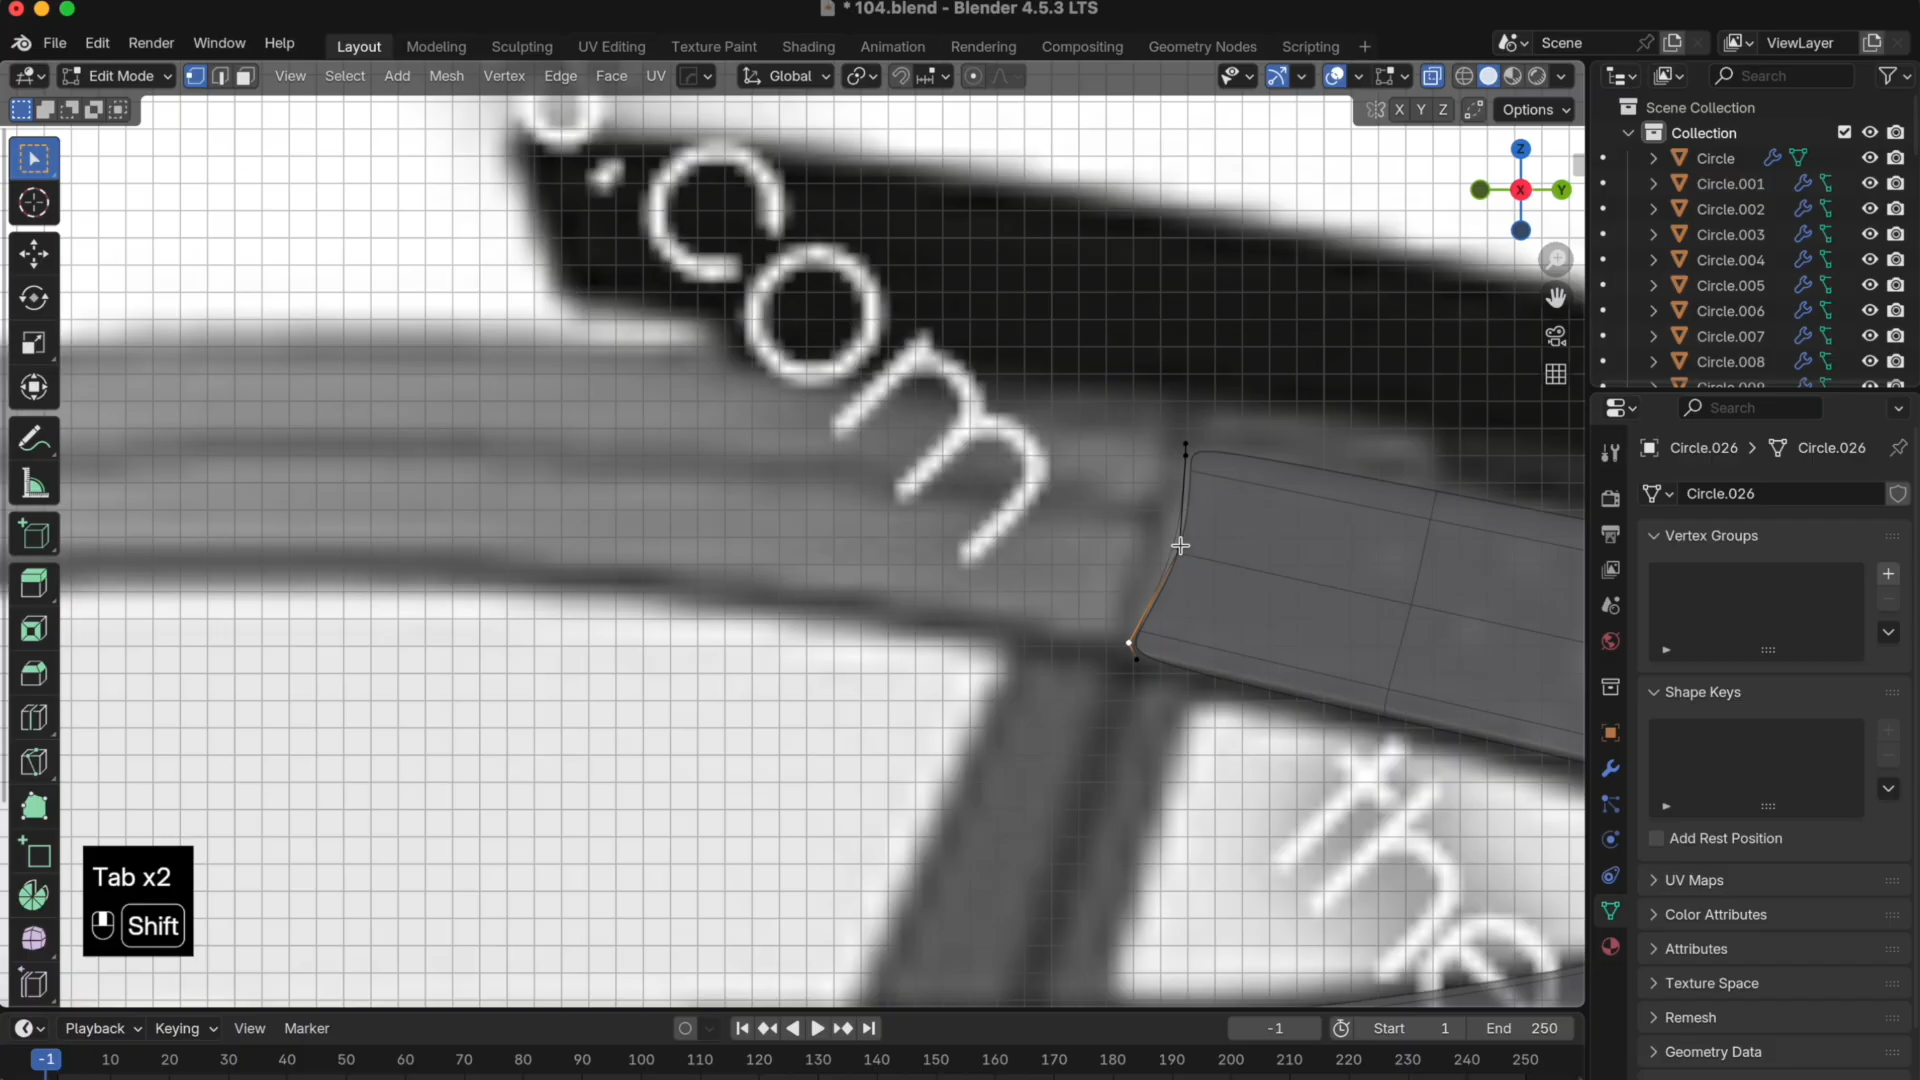 * 104.blend - Blender 4.5.3 LTS
File Edit Render Window Help
Layout Modeling Sculpting UV Editing Texture Paint Shading Animation Rendering Compositing Geometry Nodes Scripting +
Scene
ViewLayer
Edit Mode View Select Add Mesh Vertex Edge Face UV
Global
X Y Z
Options
Search
Scene Collection
Collection
Circle
Circle.001
Circle.002
Circle.003
Circle.004
Circle.005
Circle.006
Circle.007
Circle.008
Circle.009
Z
X
Y
.com
Search
Circle.026 > Circle.026
Circle.026
Vertex Groups
Shape Keys
Add Rest Position
UV Maps
Color Attributes
Attributes
Texture Space
Remesh
Geometry Data
Tab x2
Shift
Playback Keying View Marker
-1
Start 1
End 250
-1 10 20 30 40 50 60 70 80 90 100 110 120 130 140 150 160 170 180 190 200 210 220 230 240 250